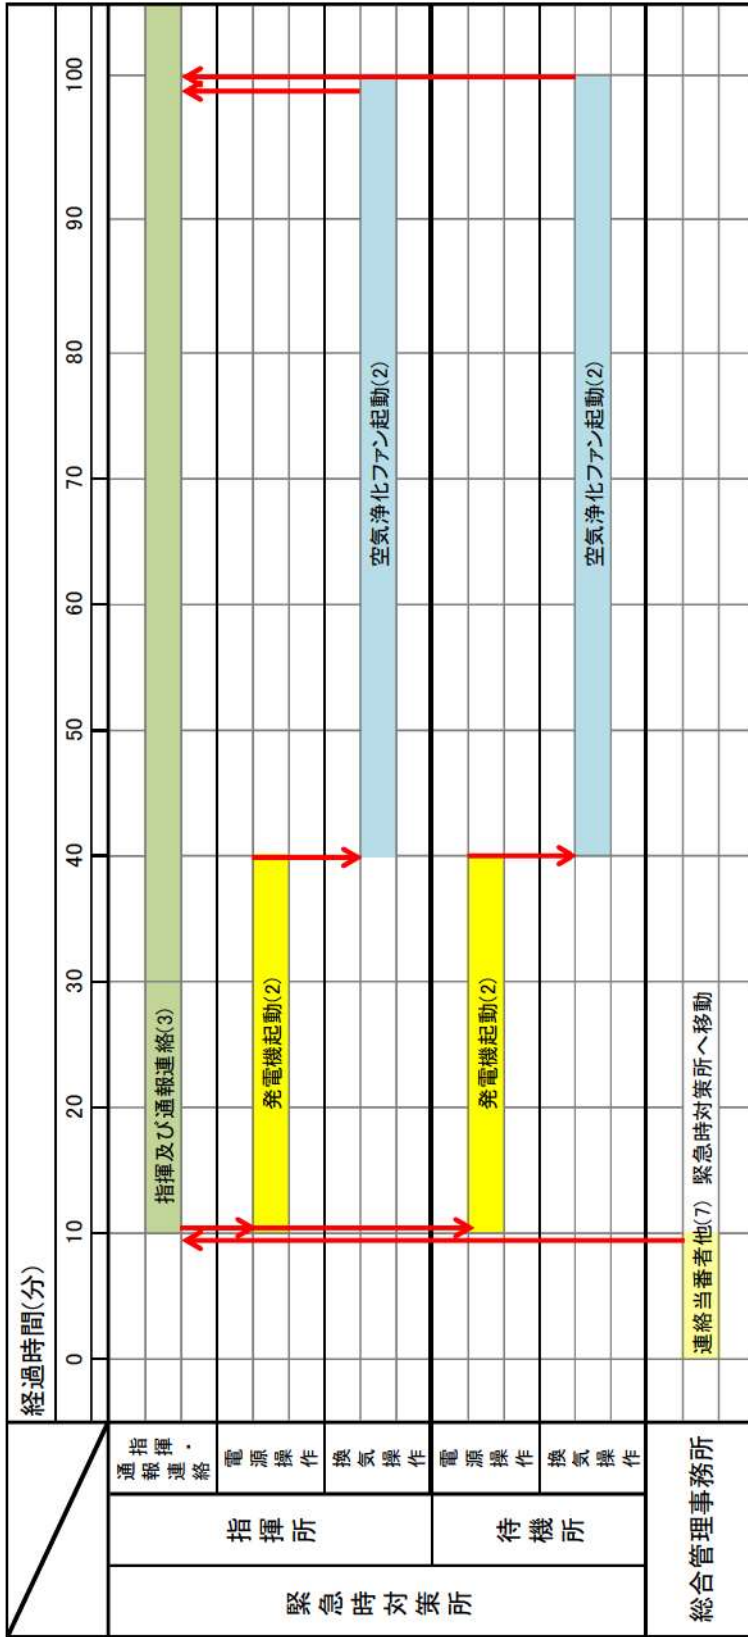 経過時間(分)
0
10
20
30
40
50
60
70
80
90
100
緊急時対策所
指揮所
指揮・
通報連絡
指揮及び通報連絡(3)
電源操作
発電機起動(2)
換気操作
空気浄化ファン起動(2)
待機所
電源操作
発電機起動(2)
換気操作
空気浄化ファン起動(2)
総合管理事務所
連絡当番者他(7) 緊急時対策所へ移動